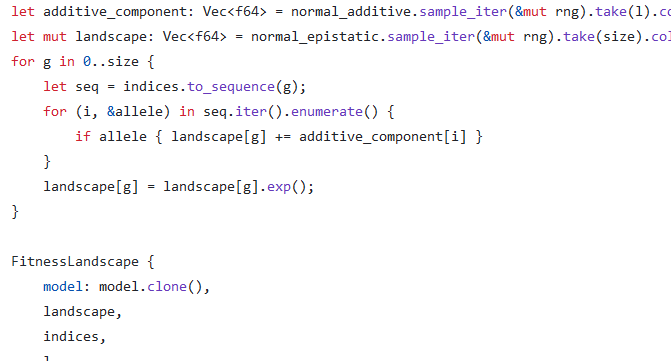 let additive_component: Vec<f64> = normal_additive.sample_iter(&mut rng).take(l).co
let mut landscape: Vec<f64> = normal_epistatic.sample_iter(&mut rng).take(size).col
for g in 0..size {
    let seq = indices.to_sequence(g);
    for (i, &allele) in seq.iter().enumerate() {
        if allele { landscape[g] += additive_component[i] }
    }
    landscape[g] = landscape[g].exp();
}

FitnessLandscape {
    model: model.clone(),
    landscape,
    indices,